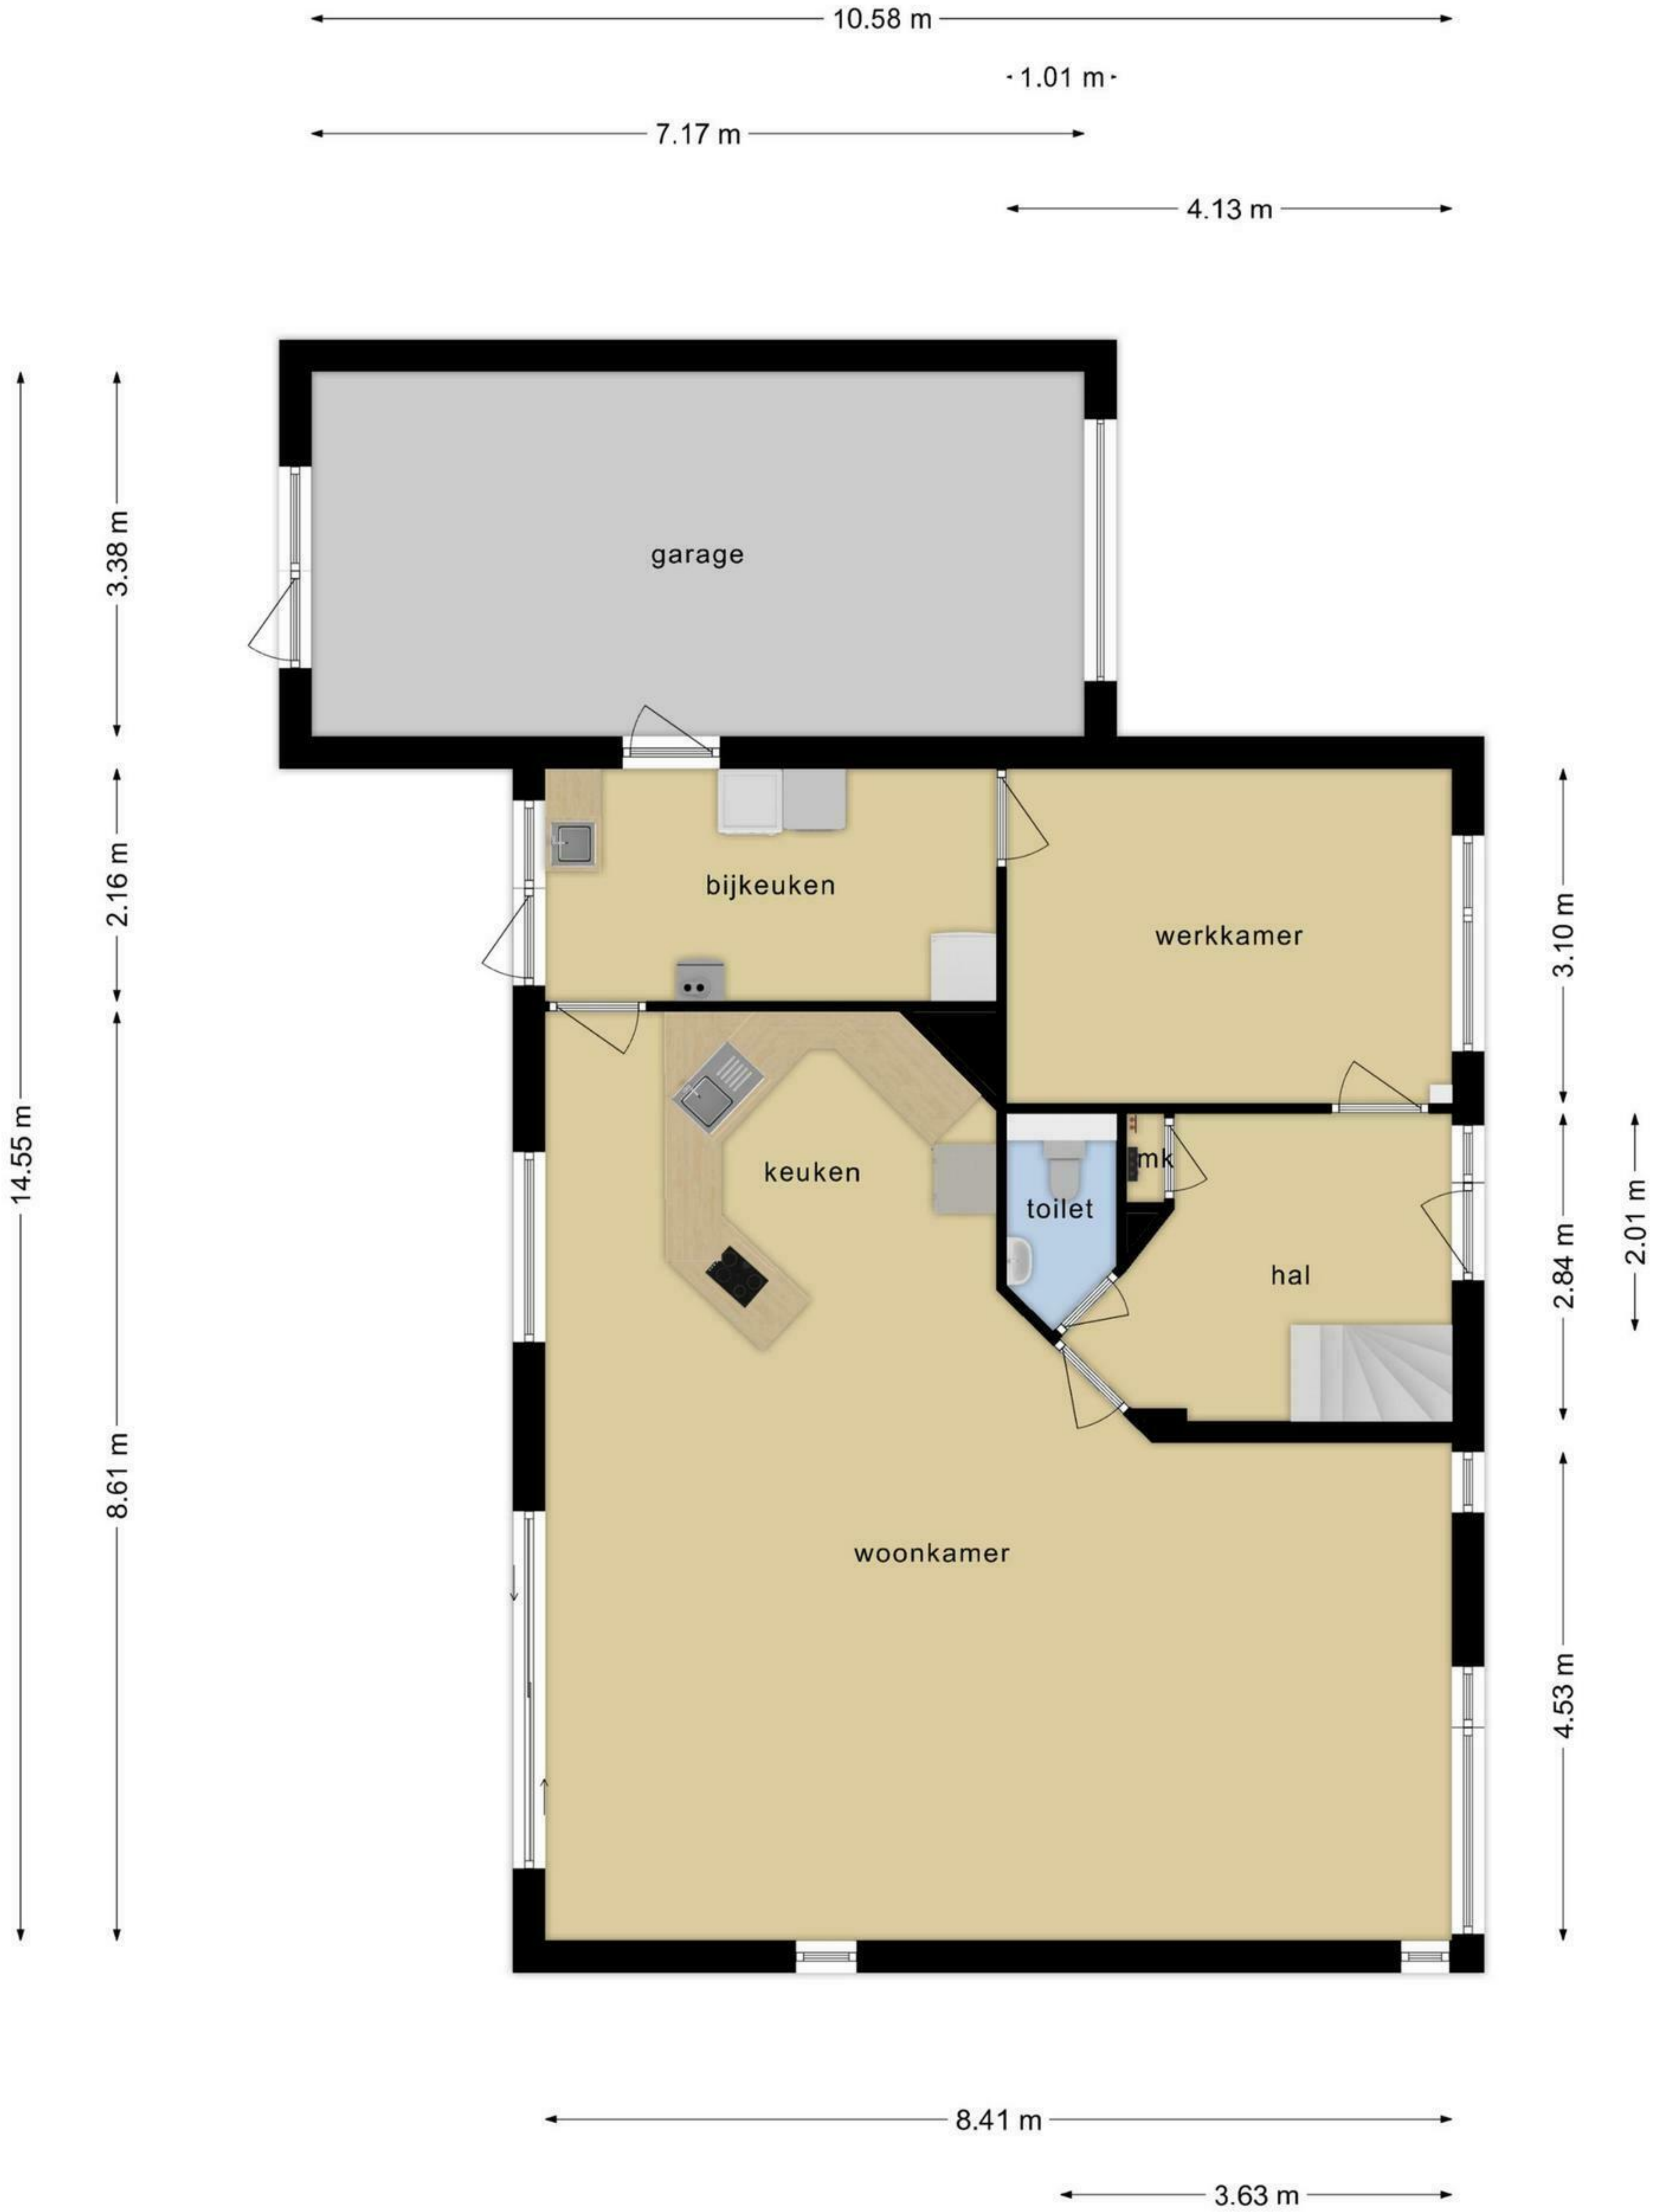 10.58 m
1.01 m
7.17 m
4.13 m
garage
3.38 m
bijkeuken
2.16 m
werkkamer
3.10 m
14.55 m
keuken
mk
toilet
2.01 m
hal
2.84 m
8.61 m
woonkamer
4.53 m
8.41 m
3.63 m